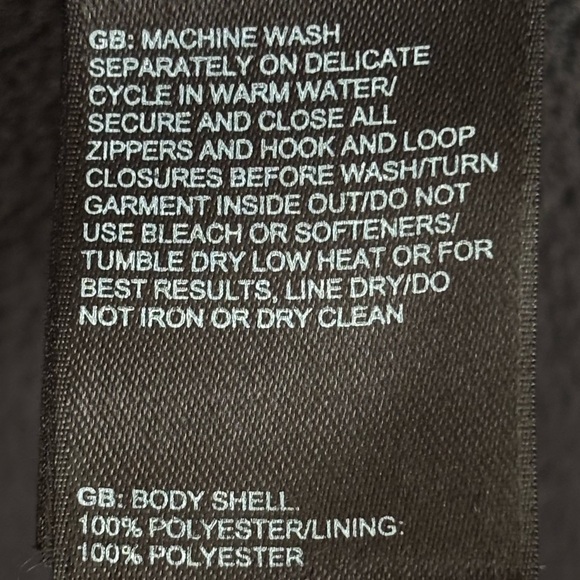 GB: MACHINE WASH
SEPARATELY ON DELICATE
CYCLE IN WARM WATER/
SECURE AND CLOSE ALL
ZIPPERS AND HOOK AND LOOP
CLOSURES BEFORE WASH/TURN
GARMENT INSIDE OUT/DO NOT
USE BLEACH OR SOFTENERS/
TUMBLE DRY LOW HEAT OR FOR
BEST RESULTS, LINE DRY/DO
NOT IRON OR DRY CLEAN
GB: BODY SHELL:
100% POLYESTER/LINING:
100% POLYESTER